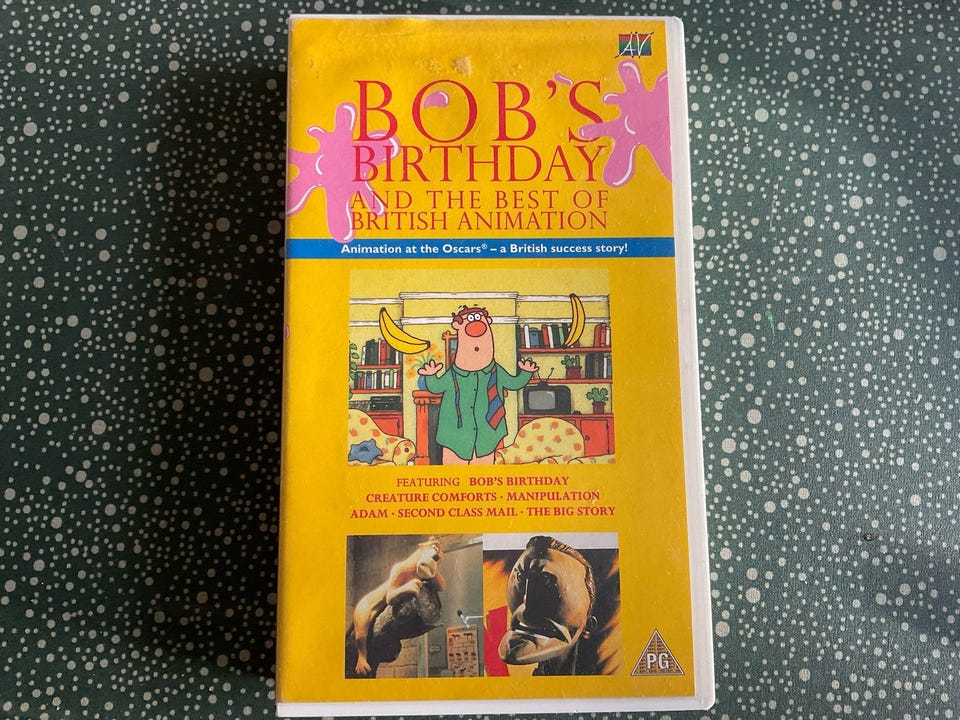 AV
BOB'S
BIRTHDAY
AND THE BEST OF
BRITISH ANIMATION
Animation at the Oscars® – a British success story!
FEATURING BOB'S BIRTHDAY
CREATURE COMFORTS · MANIPULATION
ADAM · SECOND CLASS MAIL · THE BIG STORY
PG